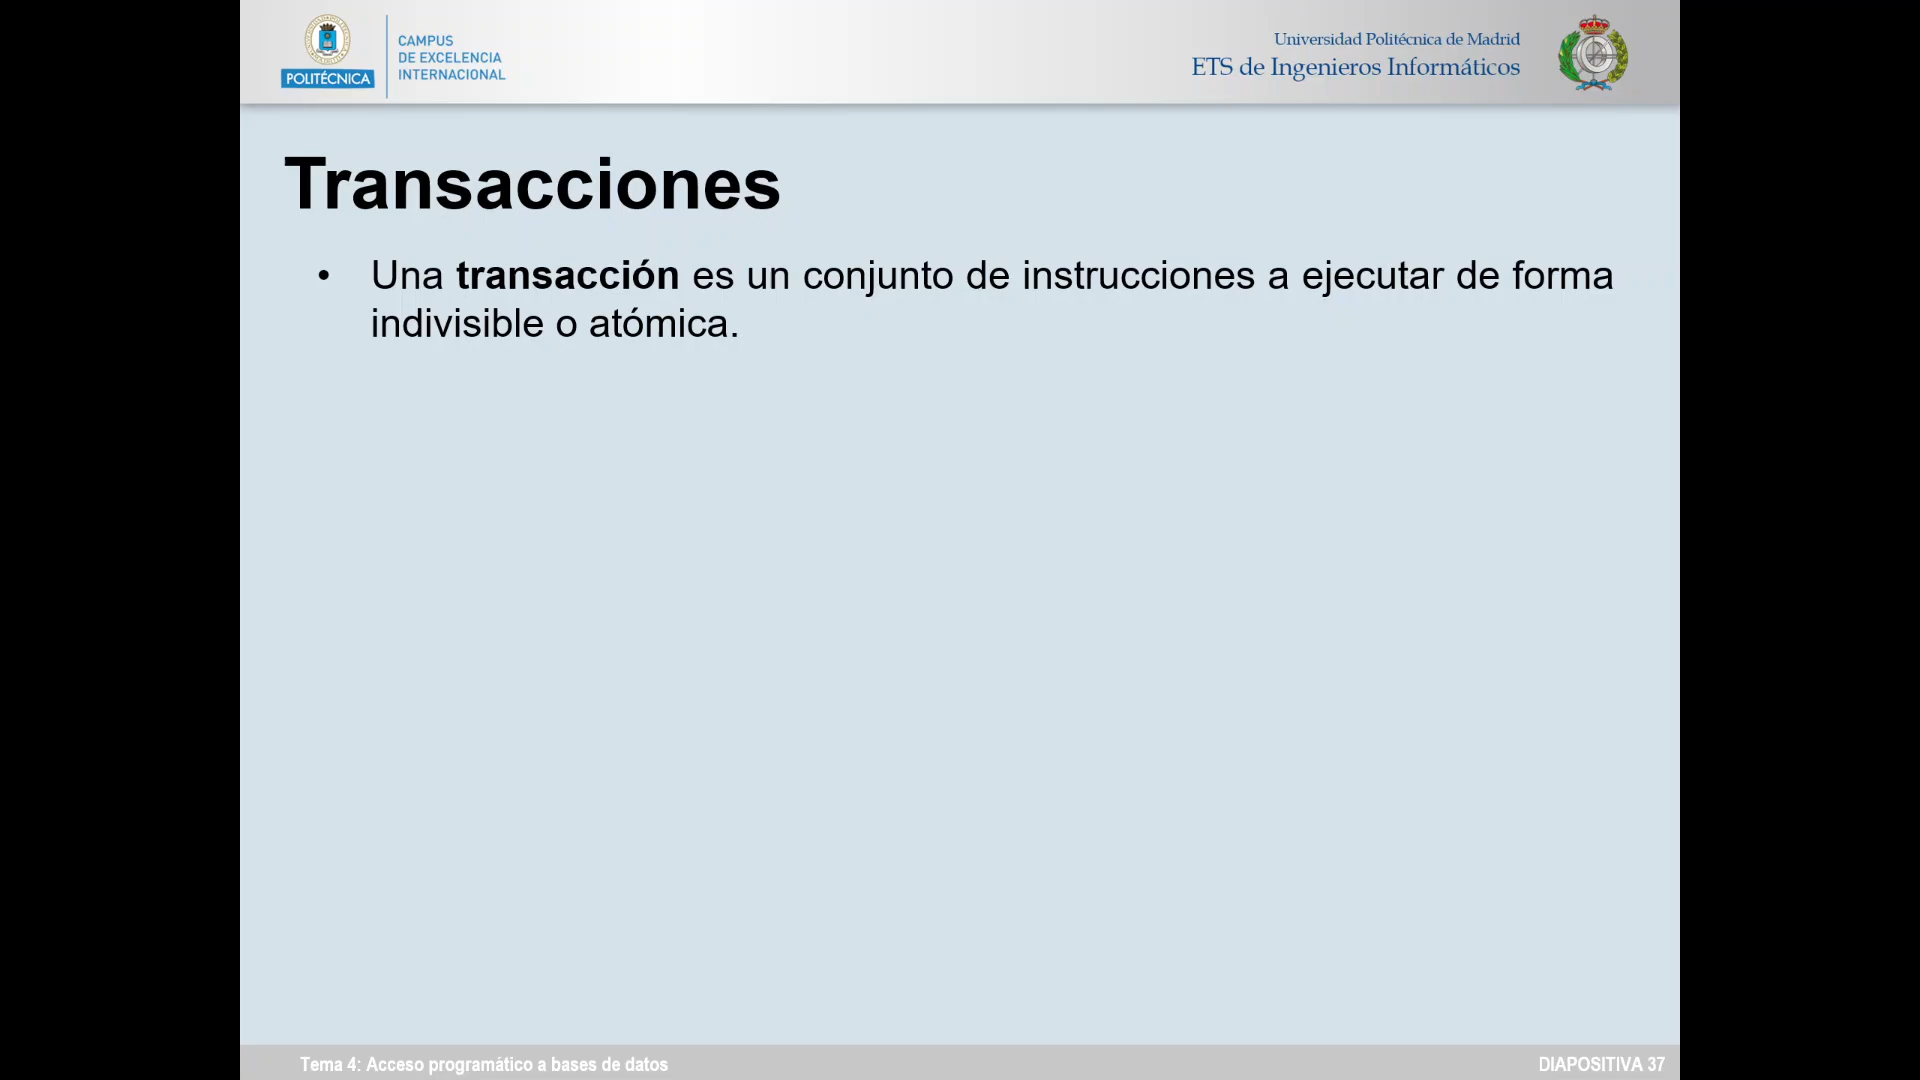 POLITÉCNICA
CAMPUS
DE EXCELENCIA
INTERNACIONAL
Universidad Politécnica de Madrid
ETS de Ingenieros Informáticos
Transacciones
• Una transacción es un conjunto de instrucciones a ejecutar de forma
indivisible o atómica.
Tema 4: Acceso programático a bases de datos
DIAPOSITIVA 37